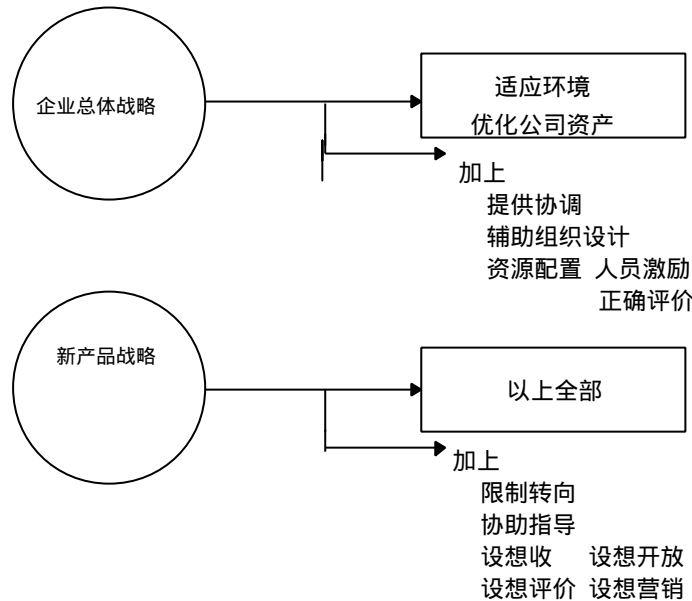 企业总体战略
适应环境
优化公司资产
加上
提供协调
辅助组织设计
资源配置 人员激励
正确评价
新产品战略
以上全部
加上
限制转向
协助指导
设想收 设想开放
设想评价 设想营销